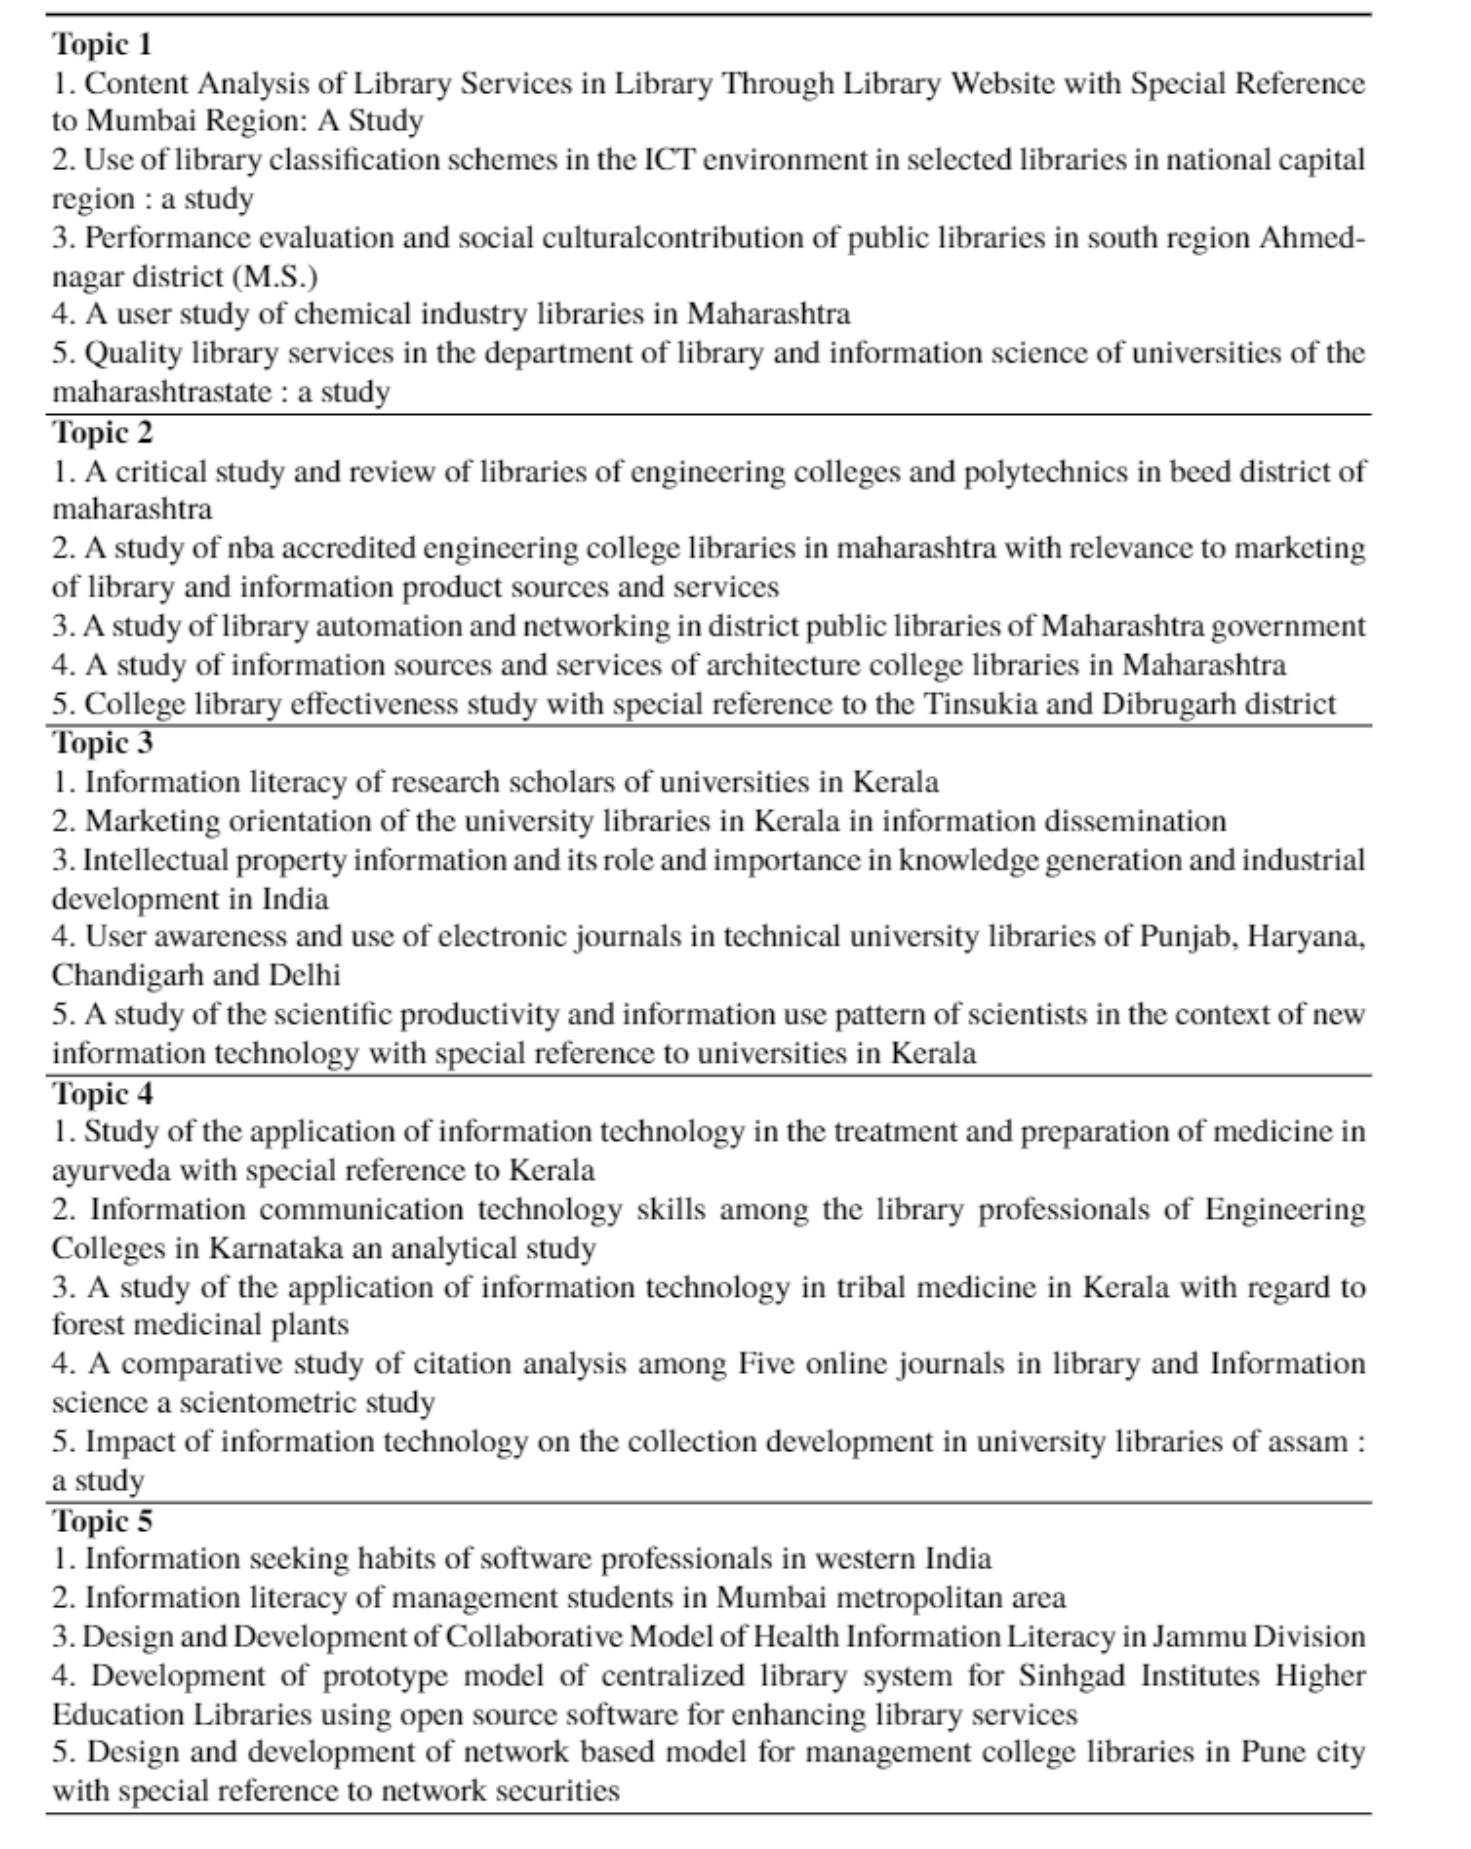 Topic 1
1. Content Analysis of Library Services in Library Through Library Website with Special Reference
to Mumbai Region: A Study
2. Use of library classification schemes in the ICT environment in selected libraries in national capital
region : a study
3. Performance evaluation and social culturalcontribution of public libraries in south region Ahmed-
nagar district (M.S.)
4. A user study of chemical industry libraries in Maharashtra
5. Quality library services in the department of library and information science of universities of the
maharashtrastate : a study
Topic 2
1. A critical study and review of libraries of engineering colleges and polytechnics in beed district of
maharashtra
2. A study of nba accredited engineering college libraries in maharashtra with relevance to marketing
of library and information product sources and services
3. A study of library automation and networking in district public libraries of Maharashtra government
4. A study of information sources and services of architecture college libraries in Maharashtra
5. College library effectiveness study with special reference to the Tinsukia and Dibrugarh district
Topic 3
1. Information literacy of research scholars of universities in Kerala
2. Marketing orientation of the university libraries in Kerala in information dissemination
3. Intellectual property information and its role and importance in knowledge generation and industrial
development in India
4. User awareness and use of electronic journals in technical university libraries of Punjab, Haryana,
Chandigarh and Delhi
5. A study of the scientific productivity and information use pattern of scientists in the context of new
information technology with special reference to universities in Kerala
Topic 4
1. Study of the application of information technology in the treatment and preparation of medicine in
ayurveda with special reference to Kerala
2. Information communication technology skills among the library professionals of Engineering
Colleges in Karnataka an analytical study
3. A study of the application of information technology in tribal medicine in Kerala with regard to
forest medicinal plants
4. A comparative study of citation analysis among Five online journals in library and Information
science a scientometric study
5. Impact of information technology on the collection development in university libraries of assam :
a study
Topic 5
1. Information seeking habits of software professionals in western India
2. Information literacy of management students in Mumbai metropolitan area
3. Design and Development of Collaborative Model of Health Information Literacy in Jammu Division
4. Development of prototype model of centralized library system for Sinhgad Institutes Higher
Education Libraries using open source software for enhancing library services
5. Design and development of network based model for management college libraries in Pune city
with special reference to network securities